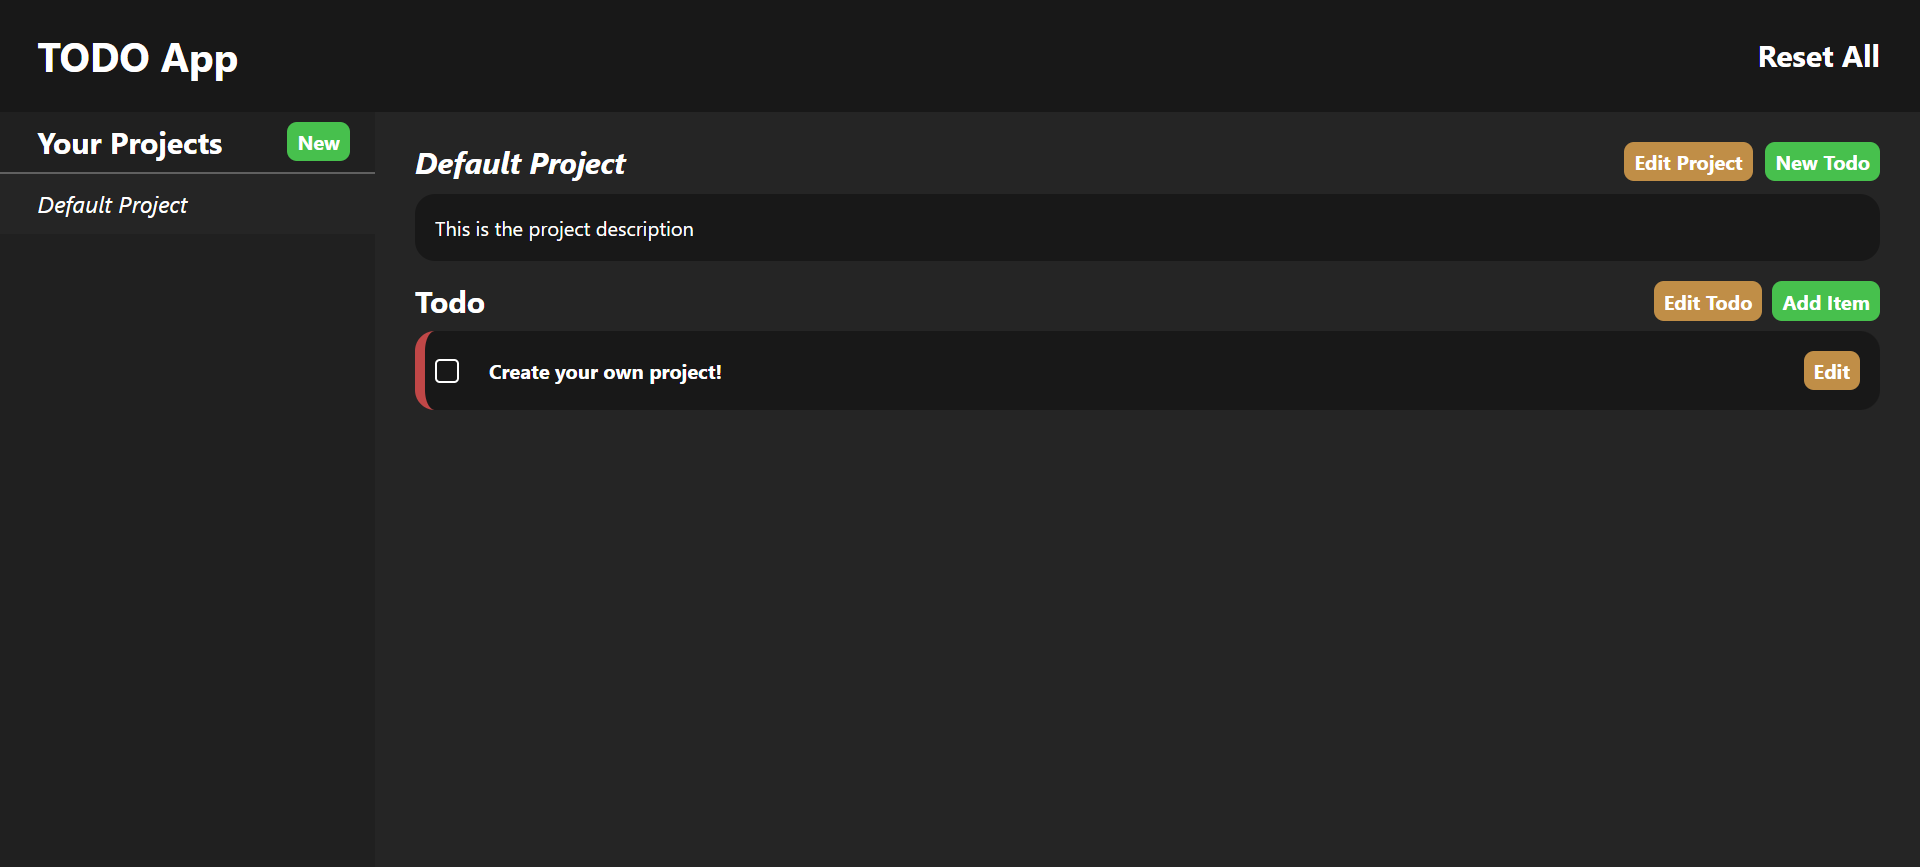 TODO App
Reset All
Your Projects
New
Default Project
Default Project
Edit Project
New Todo
This is the project description
Todo
Edit Todo
Add Item
Create your own project!
Edit